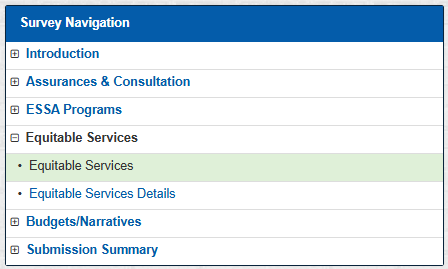 Survey Navigation
Introduction
Assurances & Consultation
ESSA Programs
Equitable Services
• Equitable Services
• Equitable Services Details
Budgets/Narratives
Submission Summary